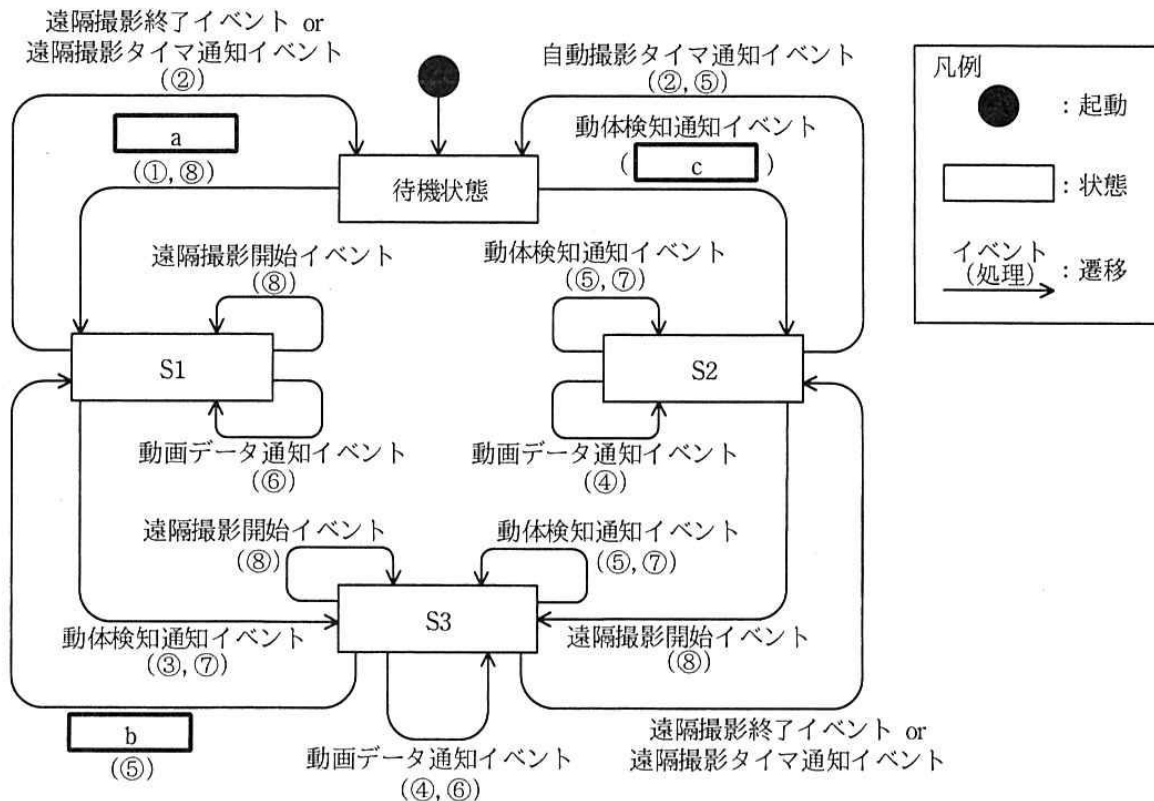 遠隔撮影終了イベント or
遠隔撮影タイマ通知イベント
(②)
自動撮影タイマ通知イベント
(②, ⑤)
a
(①, ⑧)
動体検知通知イベント
( c )
待機状態
凡例
: 起動
: 状態
イベント
(処理)
: 遷移
遠隔撮影開始イベント
(⑧)
動体検知通知イベント
(⑤, ⑦)
S1
S2
動画データ通知イベント
(⑥)
動画データ通知イベント
(④)
遠隔撮影開始イベント
(⑧)
動体検知通知イベント
(⑤, ⑦)
S3
動体検知通知イベント
(③, ⑦)
遠隔撮影開始イベント
(⑧)
b
(⑤)
動画データ通知イベント
(④, ⑥)
遠隔撮影終了イベント or
遠隔撮影タイマ通知イベント